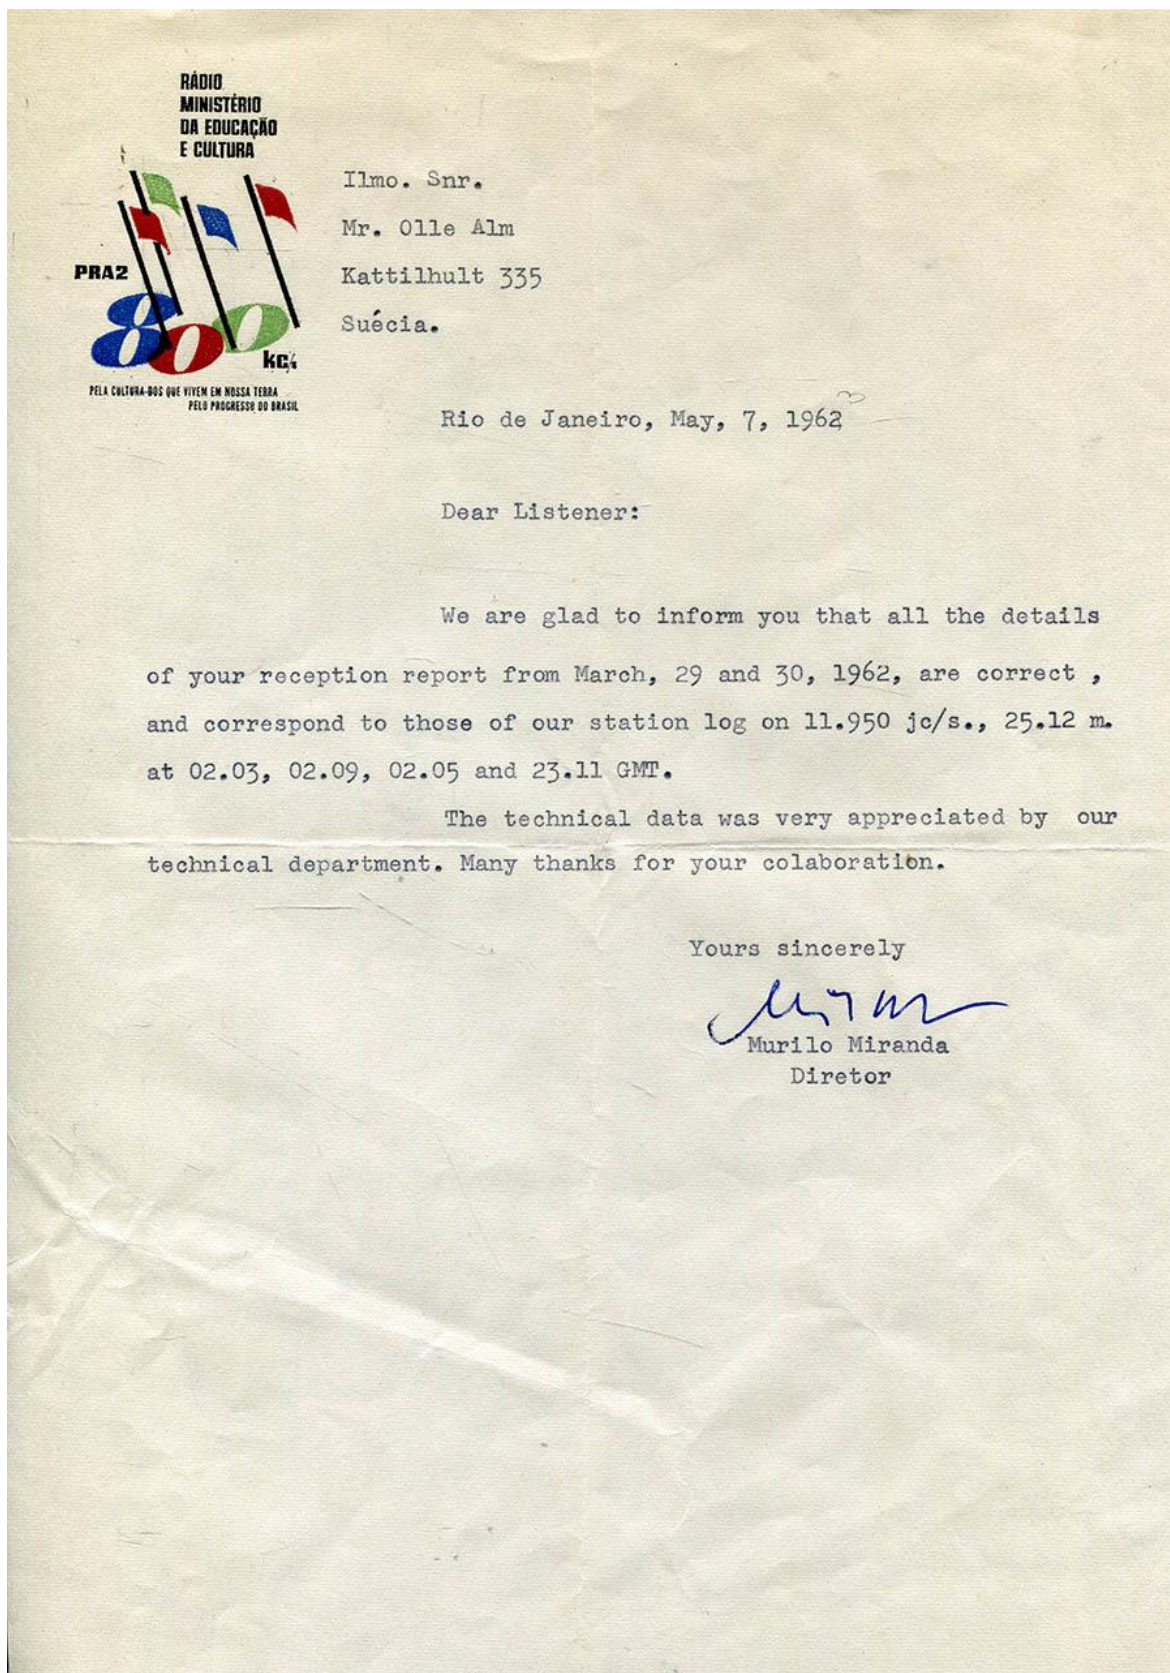 RÁDIO
MINISTÉRIO
DA EDUCAÇÃO
E CULTURA
PRA2
800
kc/s
PELA CULTURA DOS QUE VIVEM EM NOSSA TERRA
PELO PROGRESSO DO BRASIL
Ilmo. Snr.
Mr. Olle Alm
Kattilhult 335
Suécia.
Rio de Janeiro, May, 7, 1962
Dear Listener:
We are glad to inform you that all the details
of your reception report from March, 29 and 30, 1962, are correct ,
and correspond to those of our station log on 11.950 jc/s., 25.12 m.
at 02.03, 02.09, 02.05 and 23.11 GMT.
The technical data was very appreciated by our
technical department. Many thanks for your colaboration.
Yours sincerely
Murilo Miranda
Diretor